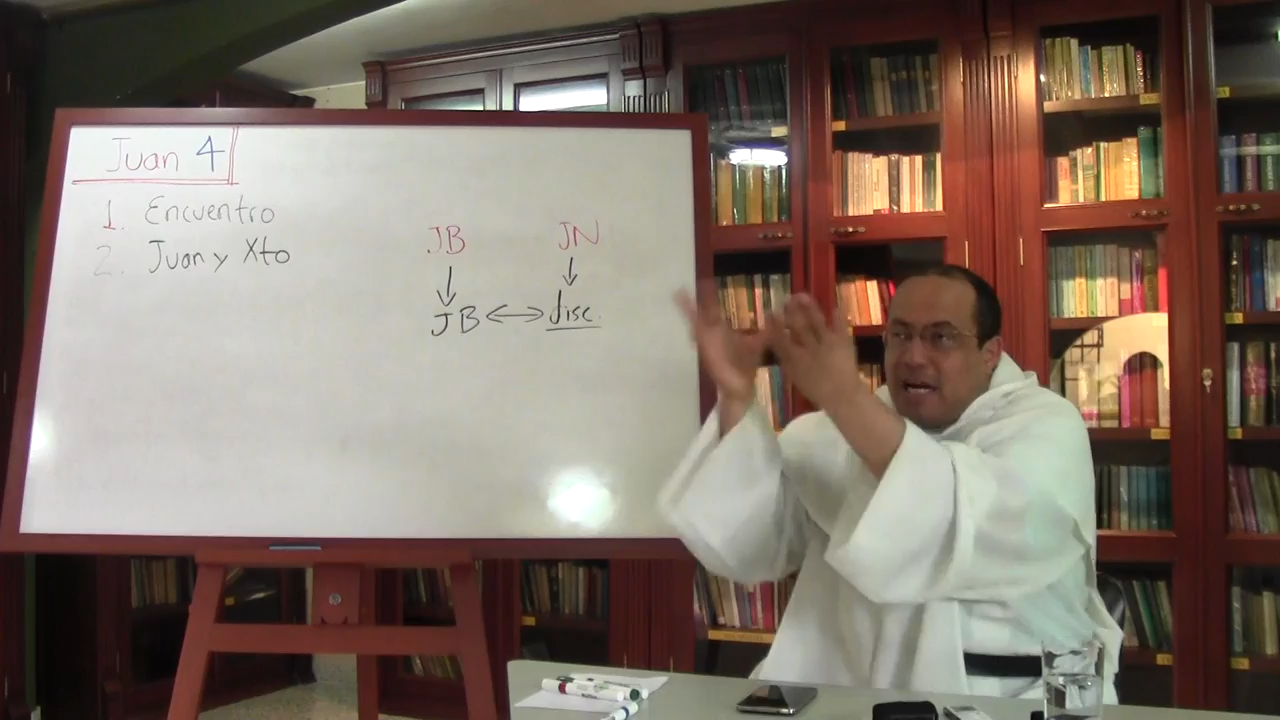 Juan 4
1. Encuentro
2. Juan y Xto
JB JN
↓ ↓
JB ↔ disc.